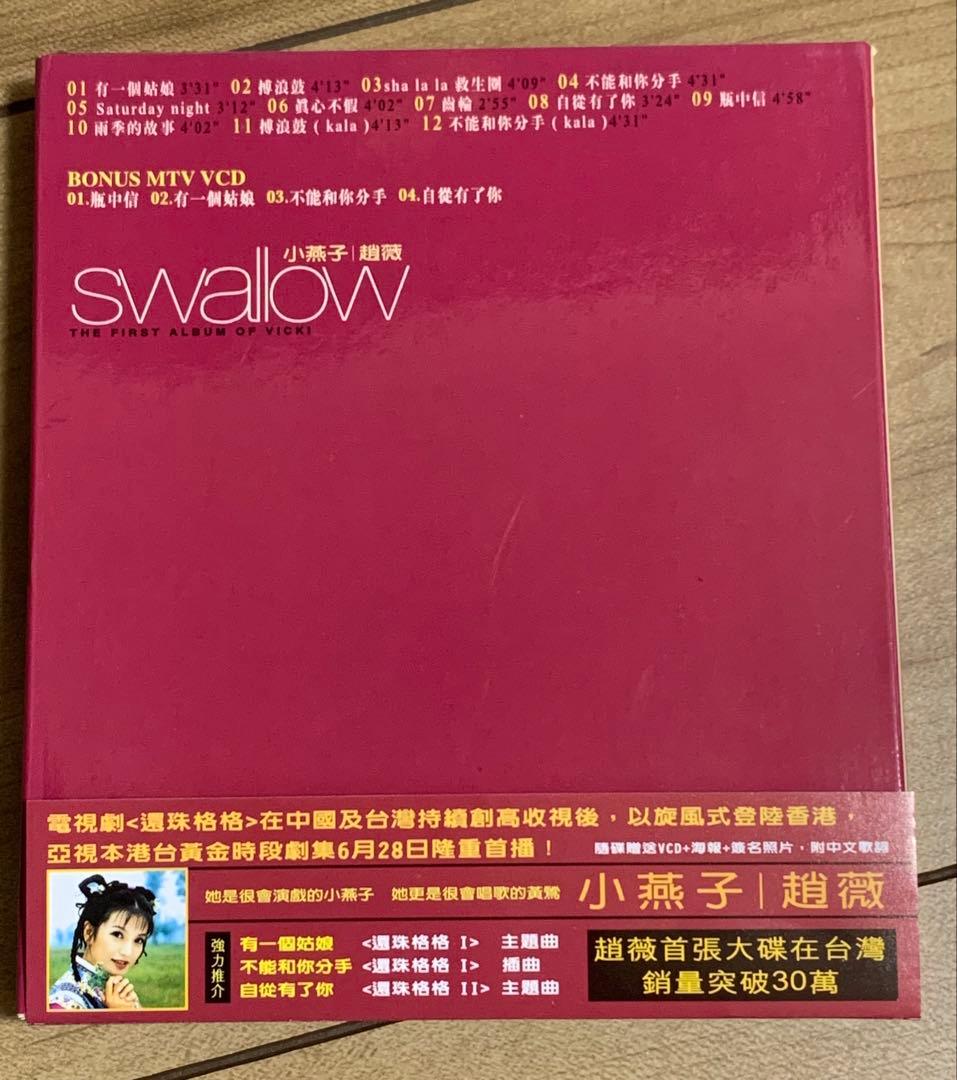 01 有一個姑娘 3'31" 02 搏浪鼓 4'13" 03 sha la la 救生圈 4'09" 04 不能和你分手 4'31"
05 Saturday night 3'12" 06 眞心不假 4'02" 07 齒輪 2'55" 08 自從有了你 3'24" 09 瓶中信 4'58"
10 雨季的故事 4'02" 11 搏浪鼓 ( kala ) 4'13" 12 不能和你分手 ( kala ) 4'31"
BONUS MTV VCD
01.瓶中信 02.有一個姑娘 03.不能和你分手 04.自從有了你
小燕子|趙薇
swallow
THE FIRST ALBUM OF VICKI
電視劇<還珠格格>在中國及台灣持續創高收視後，以旋風式登陸香港，
亞視本港台黃金時段劇集6月28日隆重首播！ 隨碟贈送VCD+海報+簽名照片，附中文歌詞
她是很會演戲的小燕子 她更是很會唱歌的黃鶯 小燕子|趙薇
強力推介
有一個姑娘 <還珠格格 I> 主題曲
不能和你分手 <還珠格格 I> 插曲
自從有了你 <還珠格格 II> 主題曲
趙薇首張大碟在台灣
銷量突破30萬